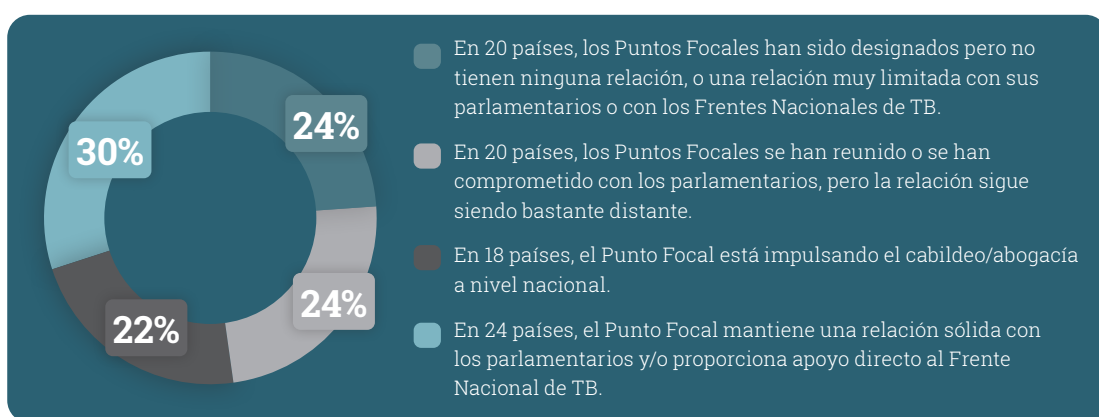 24%
30%
24%
22%
En 20 países, los Puntos Focales han sido designados pero no
tienen ninguna relación, o una relación muy limitada con sus
parlamentarios o con los Frentes Nacionales de TB.
En 20 países, los Puntos Focales se han reunido o se han
comprometido con los parlamentarios, pero la relación sigue
siendo bastante distante.
En 18 países, el Punto Focal está impulsando el cabildeo/abogacía
a nivel nacional.
En 24 países, el Punto Focal mantiene una relación sólida con
los parlamentarios y/o proporciona apoyo directo al Frente
Nacional de TB.